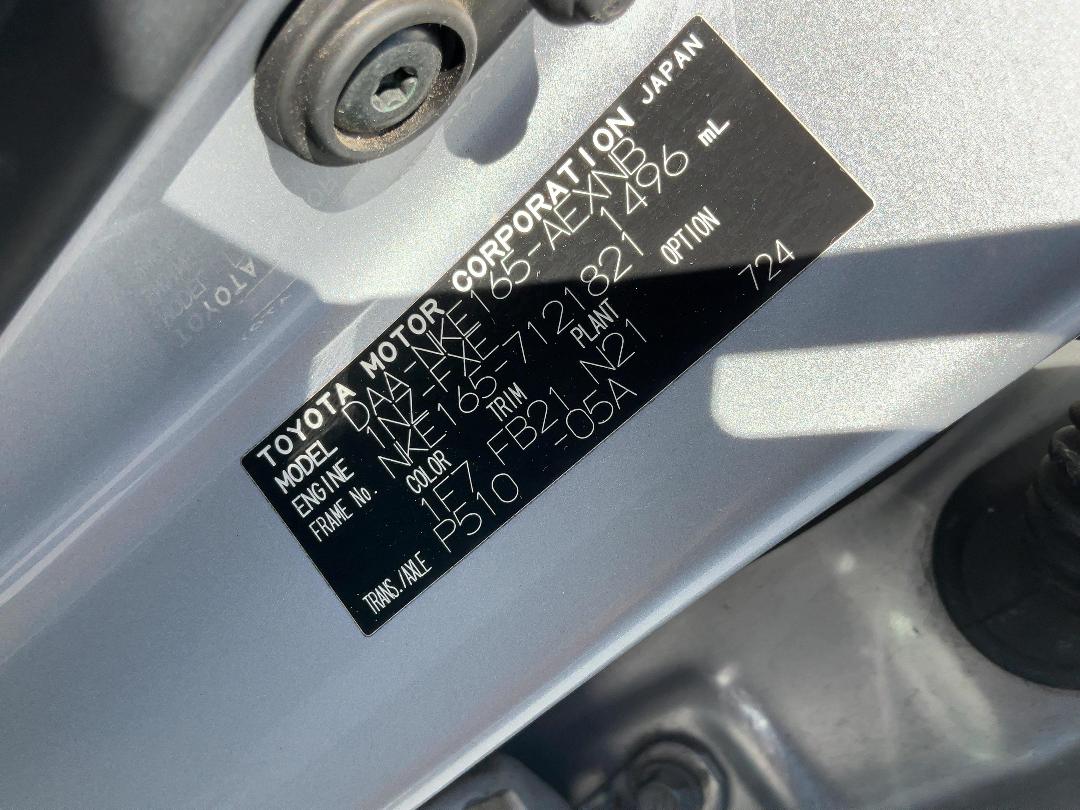 TOYOTA MOTOR CORPORATION JAPAN
MODEL DAA-NKE165-AEXNB
ENGINE 1NZ-FXE 1496 mL
FRAME No. NKE165-7121821
COLOR TRIM PLANT OPTION
1F7 FB21 N21 724
TRANS./AXLE P510 -05A